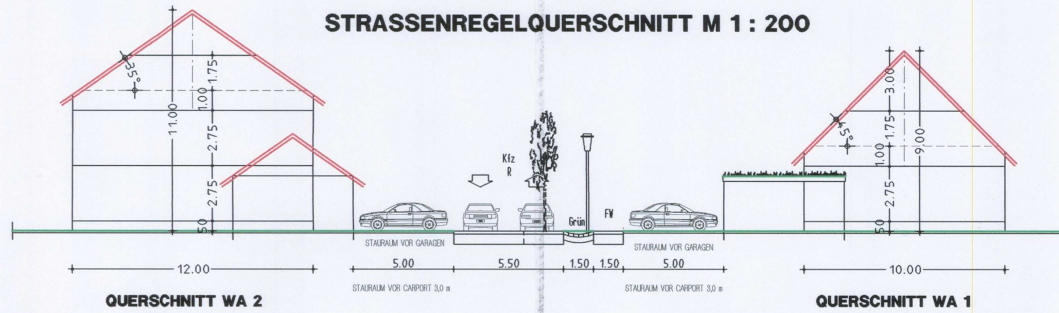 STRASSENREGELQUERSCHNITT M 1 : 200
35°
11.00
1.75
1.00
2.75
2.75
50
Kfz
R
Grün
FW
3.00
1.75
1.00
2.75
50
9.00
45°
STAURAUM VOR GARAGEN
STAURAUM VOR GARAGEN
12.00
5.00
5.50
1.50
1.50
5.00
10.00
STAURAUM VOR CARPORT 3,0 m
STAURAUM VOR CARPORT 3,0 m
QUERSCHNITT WA 2
QUERSCHNITT WA 1